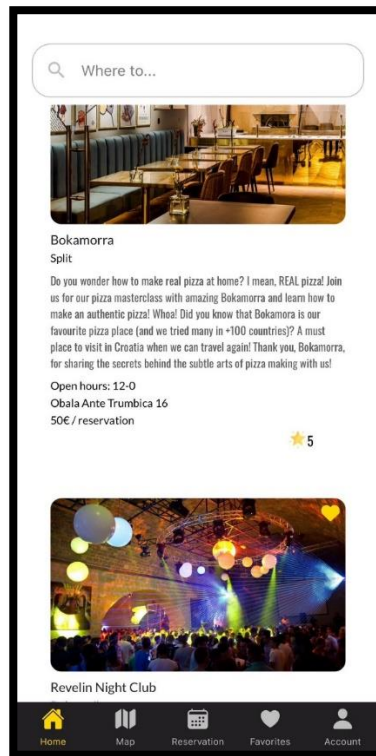 Where to...
Bokamorra
Split
Do you wonder how to make real pizza at home? I mean, REAL pizza! Join
us for our pizza masterclass with amazing Bokamorra and learn how to
make an authentic pizza! Whoa! Did you know that Bokamora is our
favourite pizza place (and we tried many in +100 countries)? A must
place to visit in Croatia when we can travel again! Thank you, Bokamorra,
for sharing the secrets behind the subtle arts of pizza making with us!
Open hours: 12-0
Obala Ante Trumbica 16
50€ / reservation
5
Revelin Night Club
Home Map Reservation Favorites Account